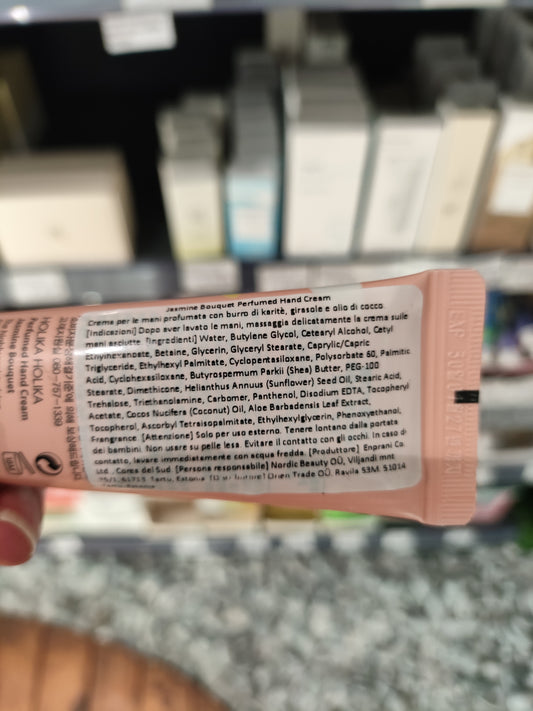 Jasmine Bouquet Perfumed Hand Cream
Crema per le mani profumata con burro di karitè, girasole e olio di cocco.
[Indicazioni] Dopo aver lavato le mani, massaggia delicatamente la crema sulle
mani asciutte. [Ingredienti] Water, Butylene Glycol, Cetearyl Alcohol, Cetyl
Ethylhexanoate, Betaine, Glycerin, Glyceryl Stearate, Caprylic/Capric
Triglyceride, Ethylhexyl Palmitate, Cyclopentasiloxane, Polysorbate 60, Palmitic
Acid, Cyclohexasiloxane, Butyrospermum Parkii (Shea) Butter, PEG-100
Stearate, Dimethicone, Helianthus Annuus (Sunflower) Seed Oil, Stearic Acid,
Trehalose, Triethanolamine, Carbomer, Panthenol, Disodium EDTA, Tocopheryl
Acetate, Cocos Nucifera (Coconut) Oil, Aloe Barbadensis Leaf Extract,
Tocopherol, Ascorbyl Tetraisopalmitate, Ethylhexylglycerin, Phenoxyethanol,
Frangrance [Attenzione] Solo per uso esterno. Tenere lontano dalla portata
dei bambini. Non usare su pelle lesa. Evitare il contatto con gli occhi. In caso di
contatto, lavare immediatamente con acqua fredda. [Produttore] Enprani Co.
Ltd., Corea del Sud. [Persona responsabile] Nordic Beauty OÜ, Viljandi mnt
Tartu, Estonia Orien Trade OÜ, Ravila 53M, 51014
HOLIKA HOLIKA
Perfumed Hand Cream
Jasmine Bouquet
080-757-1339